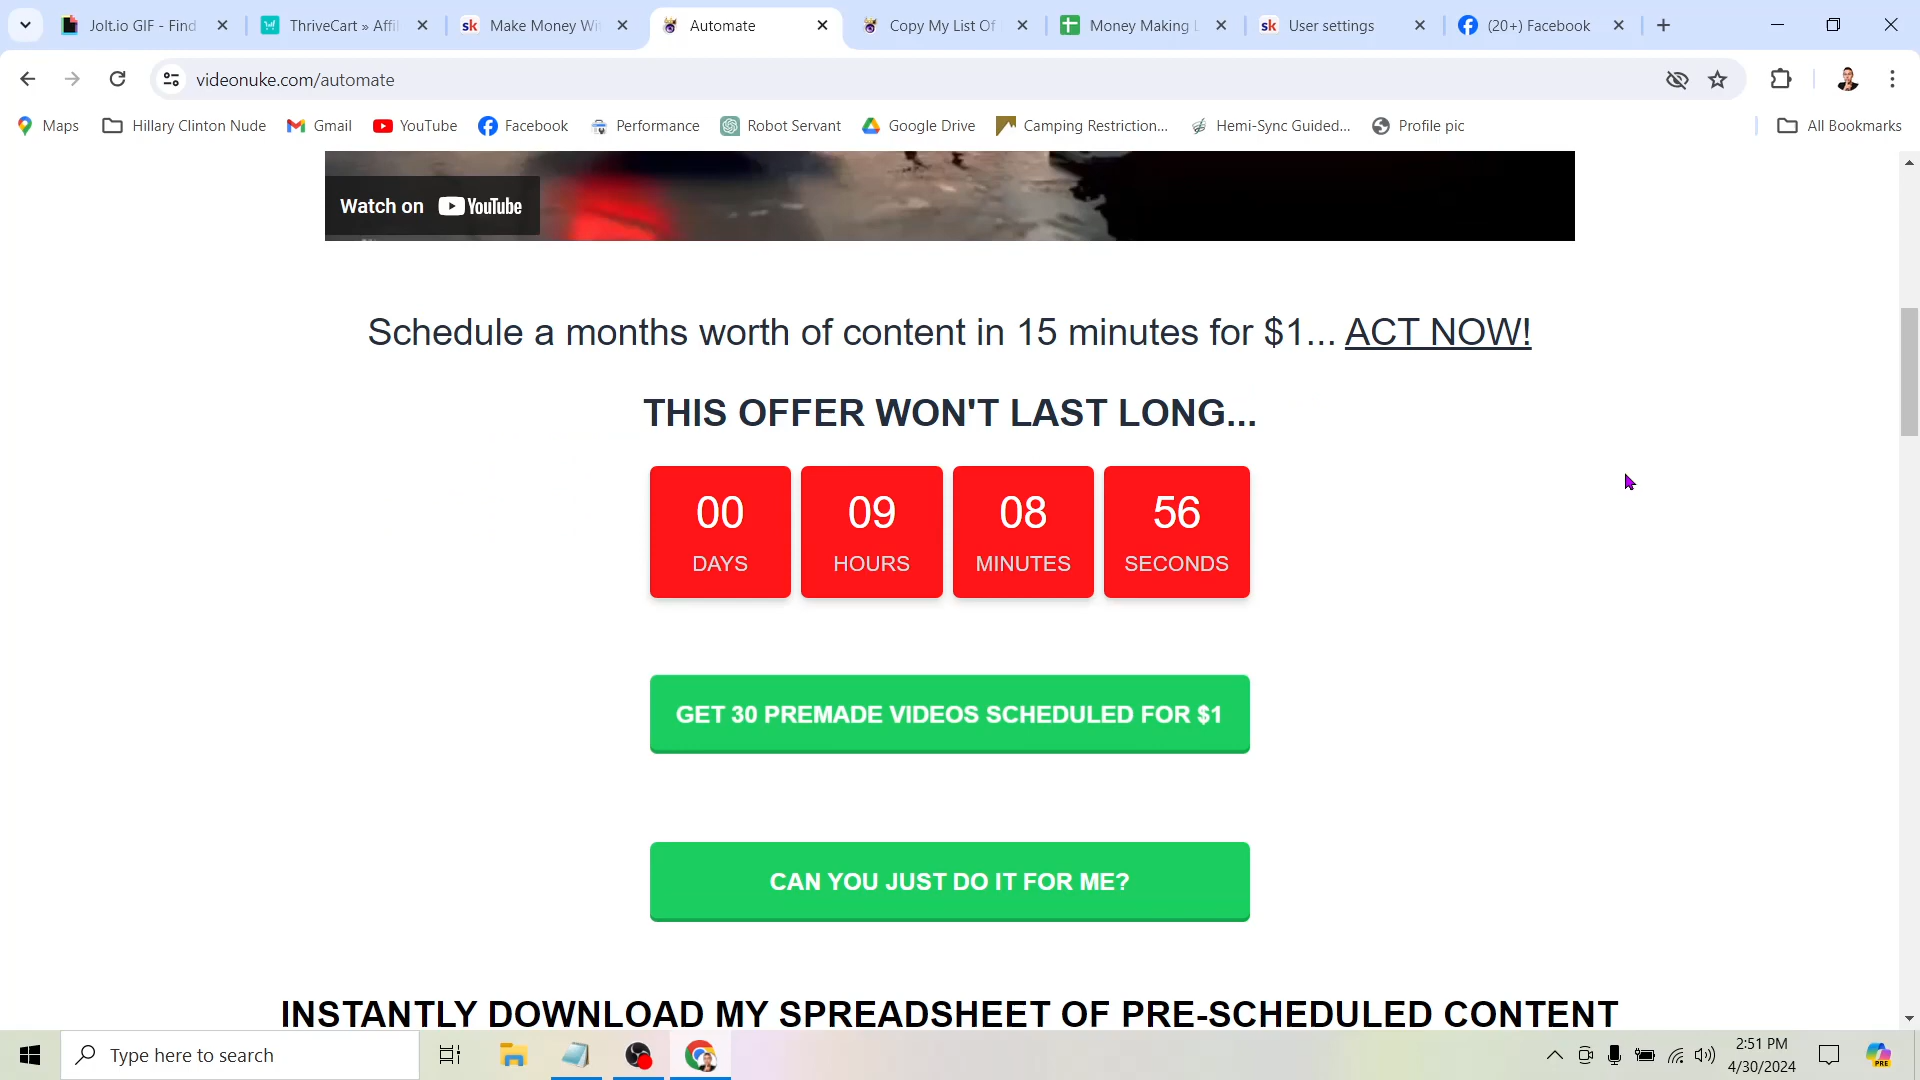 Jolt.io GIF - Find
ThriveCart » Affil
Make Money Wi
Automate
Copy My List Of
Money Making L
User settings
(20+) Facebook
videonuke.com/automate
Maps
Hillary Clinton Nude
Gmail
YouTube
Facebook
Performance
Robot Servant
Google Drive
Camping Restriction...
Hemi-Sync Guided...
Profile pic
All Bookmarks
Watch on YouTube
Schedule a months worth of content in 15 minutes for $1... ACT NOW!
THIS OFFER WON'T LAST LONG...
00 09 08 56
DAYS HOURS MINUTES SECONDS
GET 30 PREMADE VIDEOS SCHEDULED FOR $1
CAN YOU JUST DO IT FOR ME?
INSTANTLY DOWNLOAD MY SPREADSHEET OF PRE-SCHEDULED CONTENT
Type here to search
2:51 PM
4/30/2024